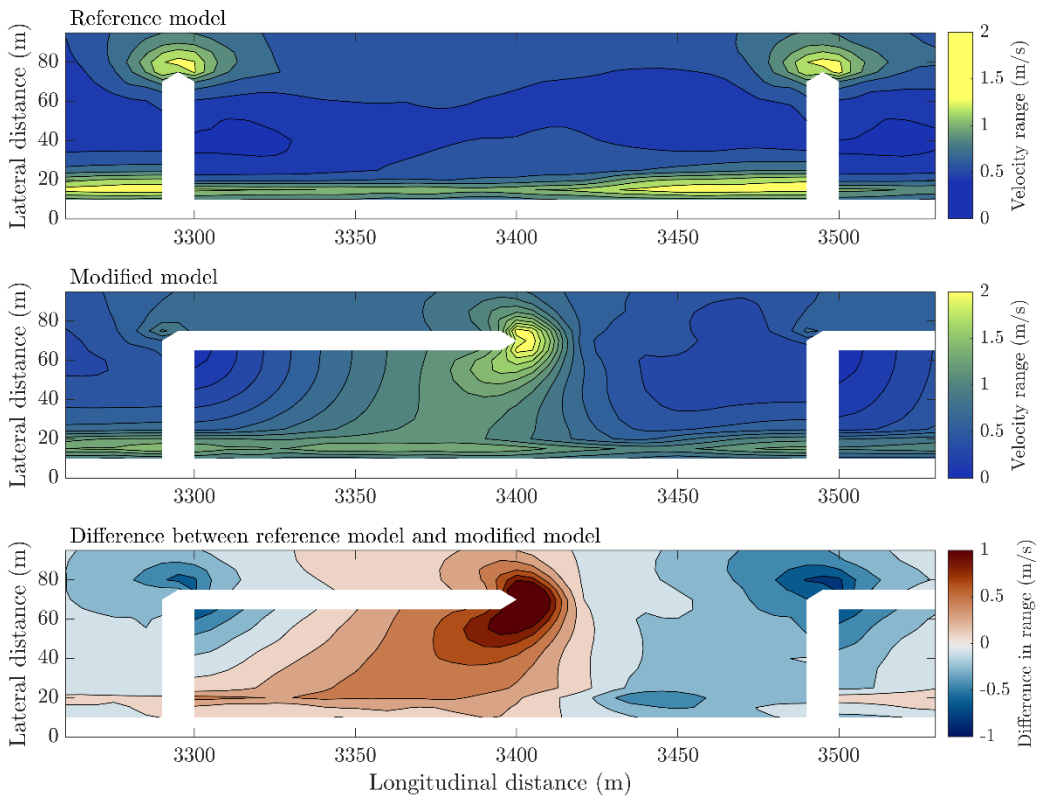 Reference model
Lateral distance (m)
80
60
40
20
0
3300 3350 3400 3450 3500
2
1.5
1
0.5
0
Velocity range (m/s)
Modified model
Lateral distance (m)
80
60
40
20
0
3300 3350 3400 3450 3500
2
1.5
1
0.5
0
Velocity range (m/s)
Difference between reference model and modified model
Lateral distance (m)
80
60
40
20
0
3300 3350 3400 3450 3500
Longitudinal distance (m)
1
0.5
0
-0.5
-1
Difference in range (m/s)